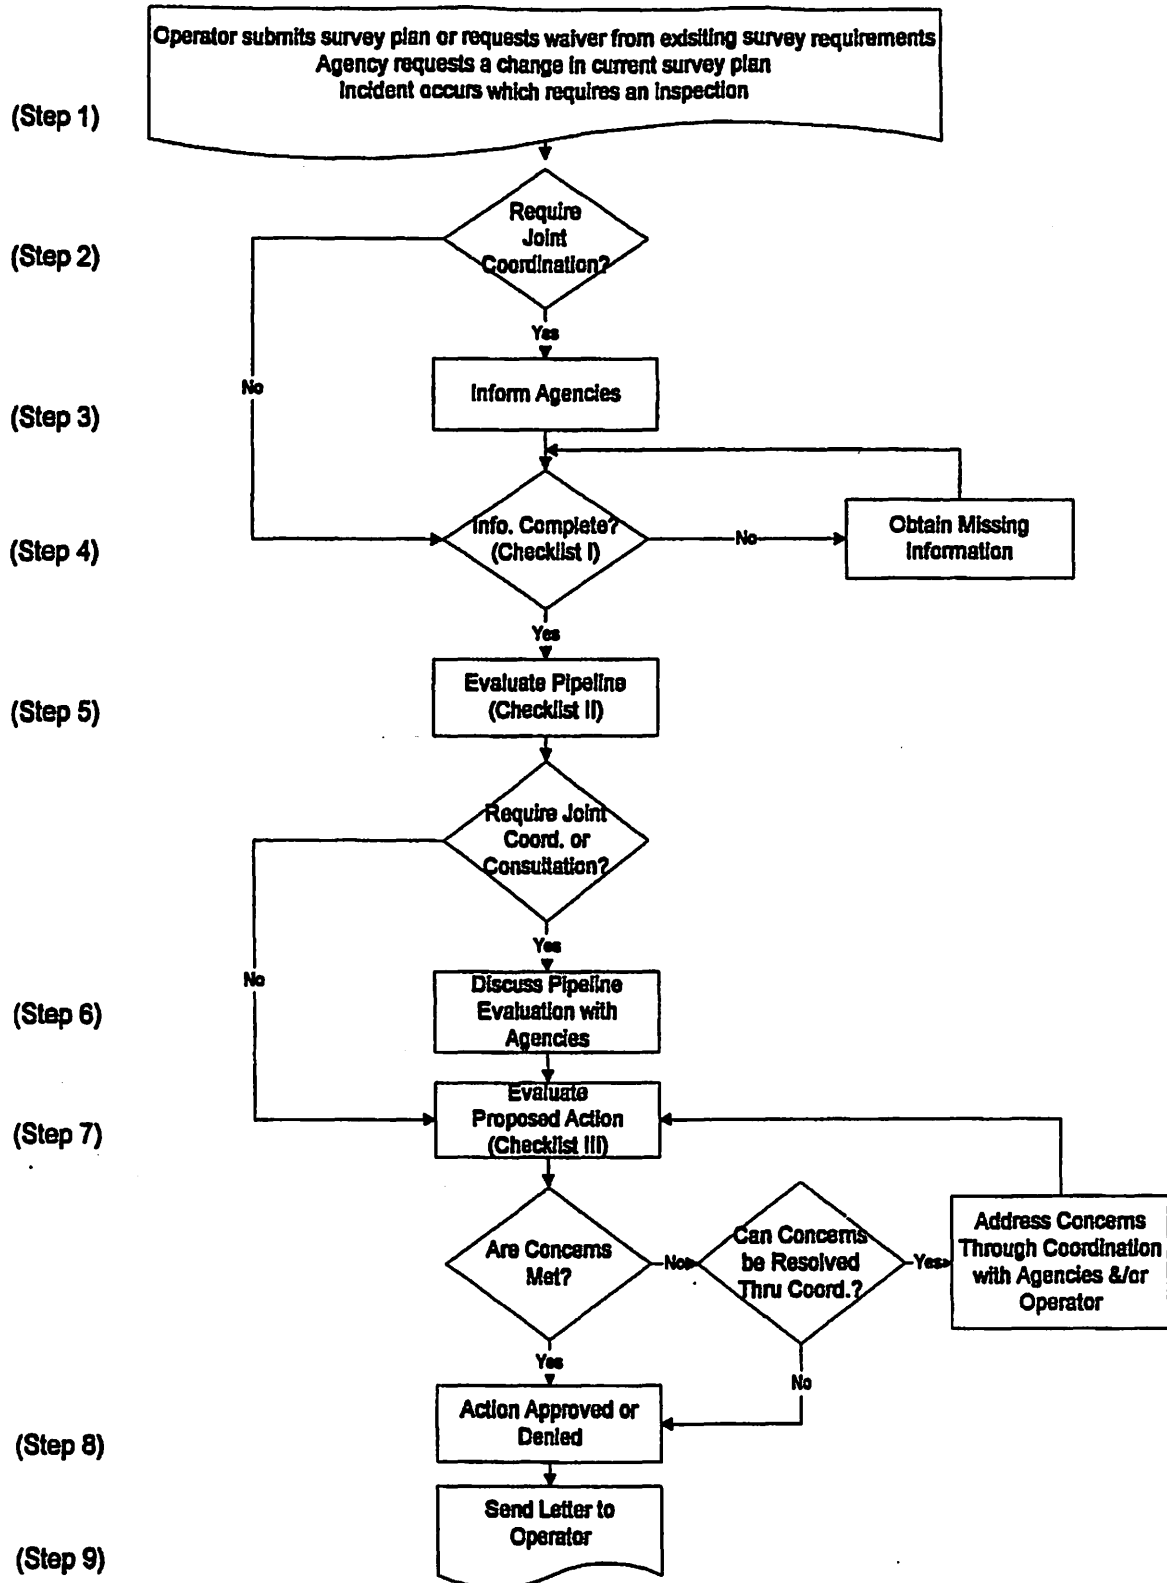 Operator submits survey plan or requests waiver from exisiting survey requirements
Agency requests a change in current survey plan
Incident occurs which requires an inspection
(Step 1)
Require
Joint
Coordination?
(Step 2)
Yes
No
Inform Agencies
(Step 3)
Info. Complete?
(Checklist I)
No
Obtain Missing
Information
(Step 4)
Yes
Evaluate Pipeline
(Checklist II)
(Step 5)
Require Joint
Coord. or
Consultation?
Yes
No
Discuss Pipeline
Evaluation with
Agencies
(Step 6)
Evaluate
Proposed Action
(Checklist III)
(Step 7)
Are Concerns
Met?
No
Can Concerns
be Resolved
Thru Coord.?
Yes
Address Concerns
Through Coordination
with Agencies &/or
Operator
Yes
No
Action Approved or
Denied
(Step 8)
Send Letter to
Operator
(Step 9)